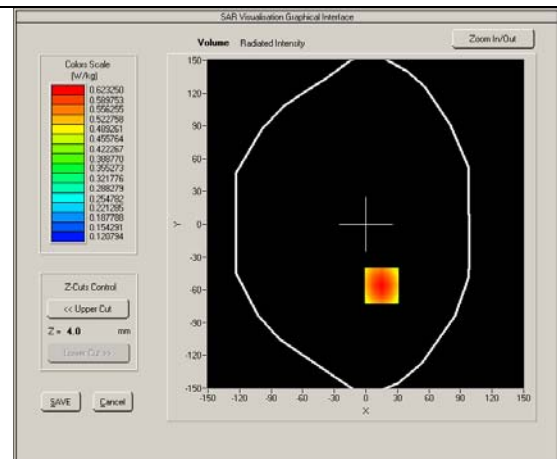 SAR Visualisation Graphical Interface
Volume Radiated Intensity
Zoom In/Out
Colors Scale
(W/kg)
0.623250
0.589753
0.556255
0.522758
0.489261
0.455764
0.422267
0.388770
0.355273
0.321776
0.288279
0.254782
0.221285
0.187788
0.154291
0.120794
Z-Cuts Control
<< Upper Cut
Z = 4.0 mm
Lower Cut >>
SAVE Cancel
150
120
90
60
30
Y 0
-30
-60
-90
-120
-150
-150 -120 -90 -60 -30 0 30 60 90 120 150
X